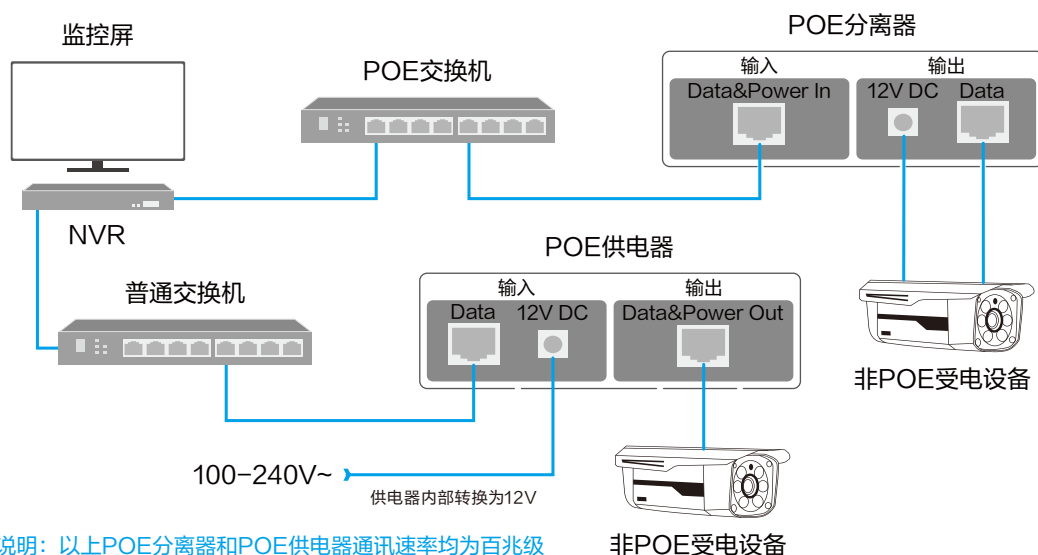 POE分离器
监控屏
输入 输出
POE交换机
Data&Power In 12V DC Data
NVR
POE供电器
普通交换机
输入 输出
Data 12V DC Data&Power Out
非POE受电设备
100-240V~
供电器内部转换为12V
说明：以上POE分离器和POE供电器通讯速率均为百兆级
非POE受电设备